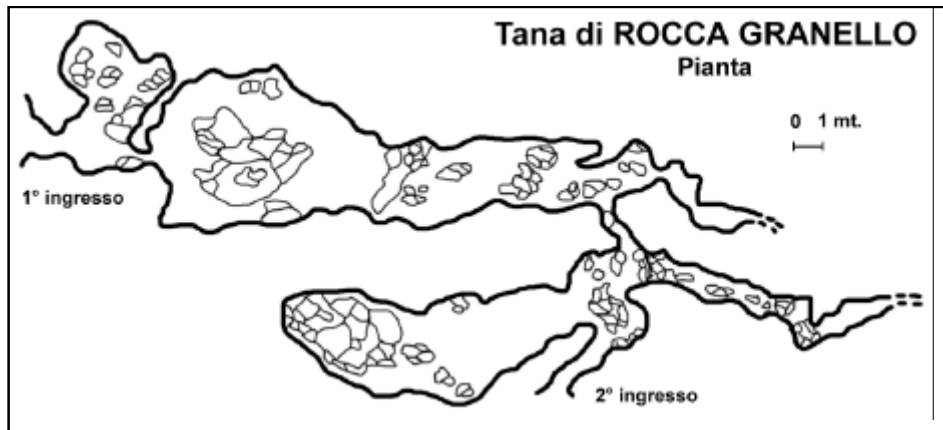 Tana di ROCCA GRANELLO
Pianta
0 1 mt.
1° ingresso
2° ingresso